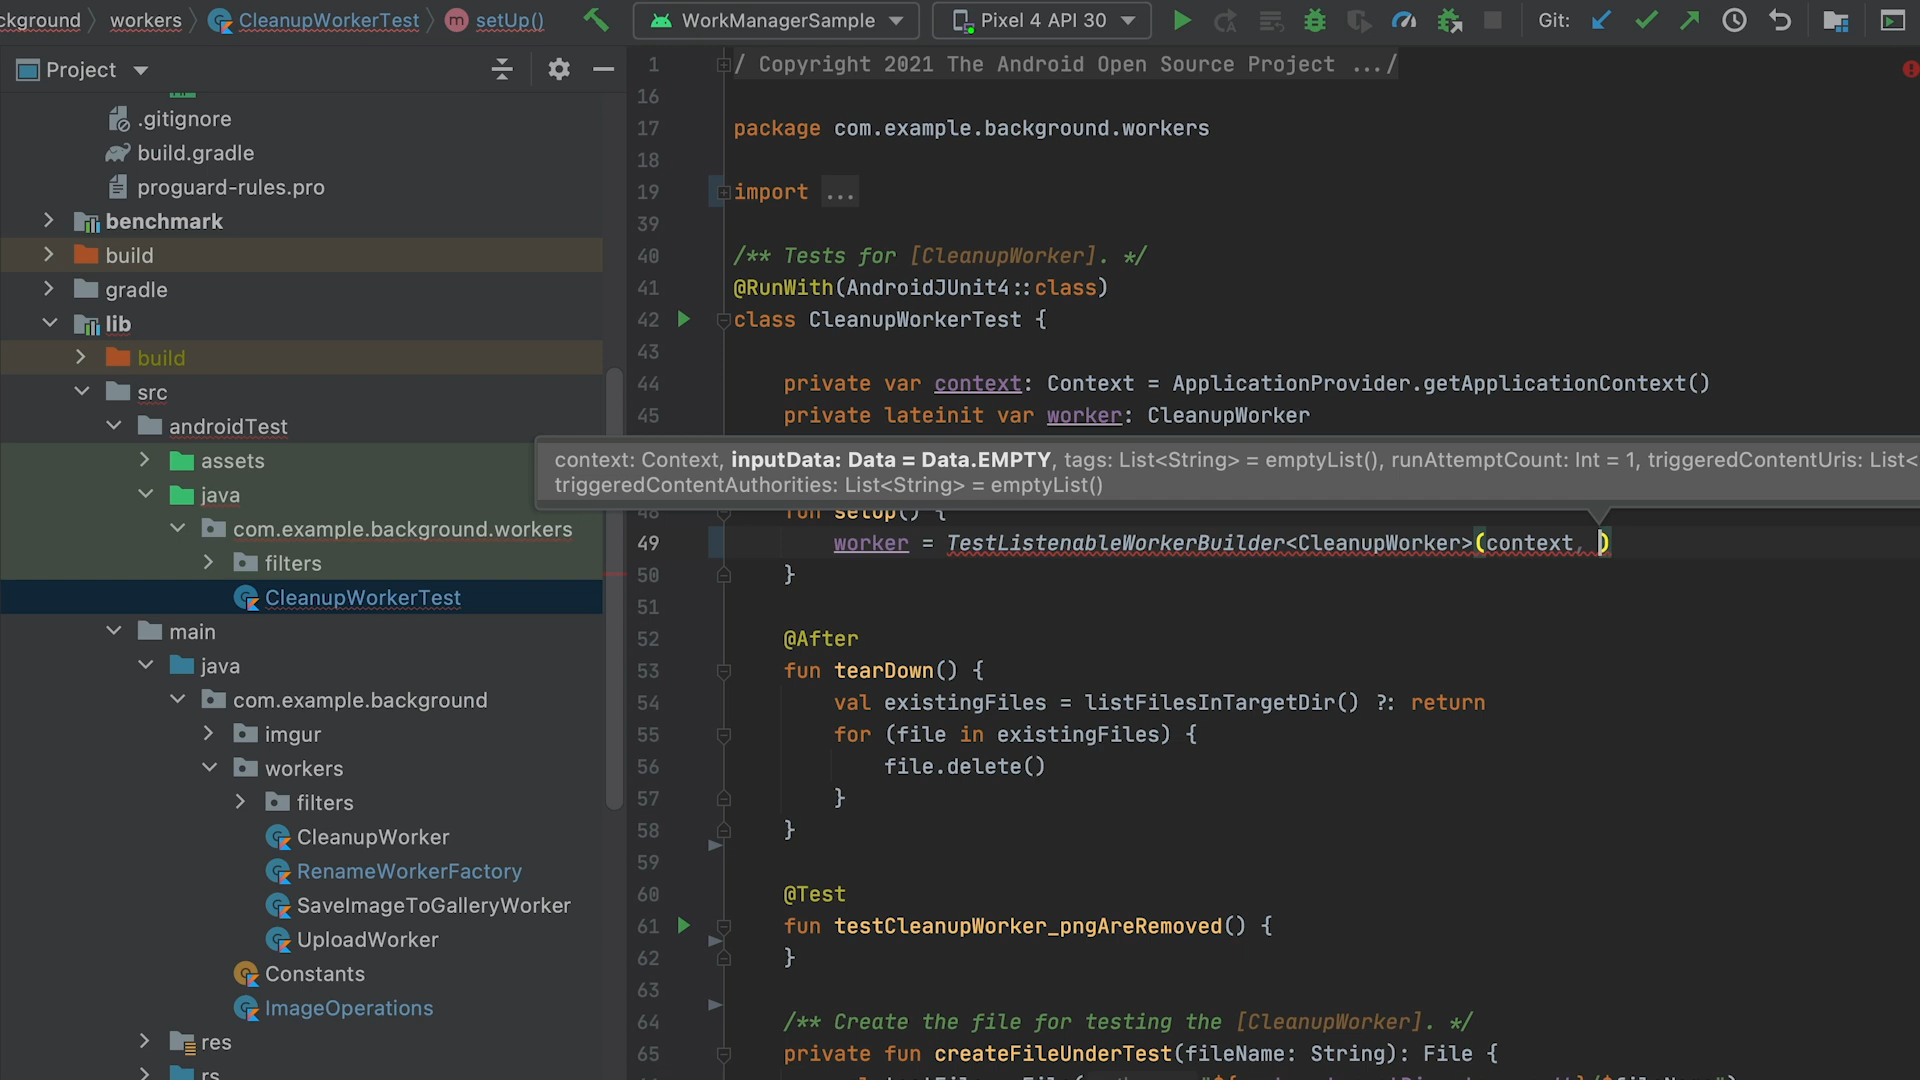 ckground workers CleanupWorkerTest m setUp() WorkManagerSample Pixel 4 API 30 Git:
Project
.gitignore
build.gradle
proguard-rules.pro
benchmark
build
gradle
lib
build
src
androidTest
assets
java
com.example.background.workers
filters
CleanupWorkerTest
main
java
com.example.background
imgur
workers
filters
CleanupWorker
RenameWorkerFactory
SaveImageToGalleryWorker
UploadWorker
Constants
ImageOperations
res
rs
1 / Copyright 2021 The Android Open Source Project .../
16
17 package com.example.background.workers
18
19 import ...
39
40 /** Tests for [CleanupWorker]. */
41 @RunWith(AndroidJUnit4::class)
42 class CleanupWorkerTest {
43
44 private var context: Context = ApplicationProvider.getApplicationContext()
45 private lateinit var worker: CleanupWorker
context: Context, inputData: Data = Data.EMPTY, tags: List<String> = emptyList(), runAttemptCount: Int = 1, triggeredContentUris: List<
triggeredContentAuthorities: List<String> = emptyList()
48 fun setup() {
49 worker = TestListenableWorkerBuilder<CleanupWorker>(context, )
50 }
51
52 @After
53 fun tearDown() {
54 val existingFiles = listFilesInTargetDir() ?: return
55 for (file in existingFiles) {
56 file.delete()
57 }
58 }
59
60 @Test
61 fun testCleanupWorker_pngAreRemoved() {
62 }
63
64 /** Create the file for testing the [CleanupWorker]. */
65 private fun createFileUnderTest(fileName: String): File {